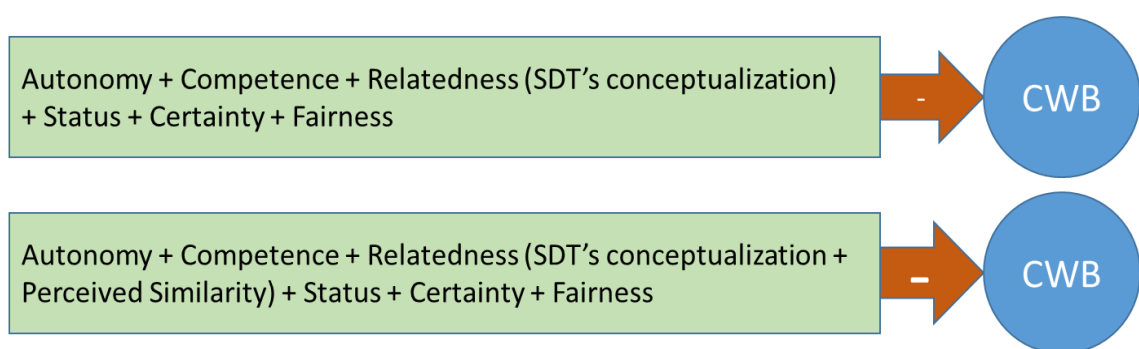 Autonomy + Competence + Relatedness (SDT’s conceptualization)
+ Status + Certainty + Fairness
-
CWB
Autonomy + Competence + Relatedness (SDT’s conceptualization +
Perceived Similarity) + Status + Certainty + Fairness
-
CWB